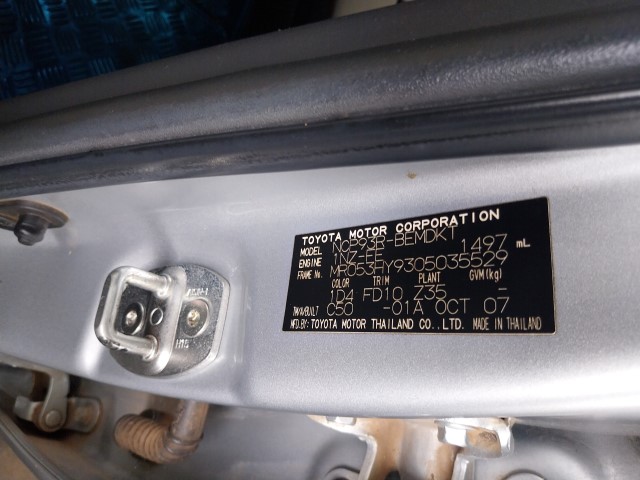 TOYOTA MOTOR CORPORATION
MODEL NCP93R-BEMDKT
ENGINE 1NZ-FE 1497 mL
FRAME No. MR053HY9305035529
COLOR TRIM PLANT GVM(kg)
1D4 FD10 Z35 -
TM/A/BUILT C50 -01A OCT 07
MFD.BY:-TOYOTA MOTOR THAILAND CO.,LTD. MADE IN THAILAND